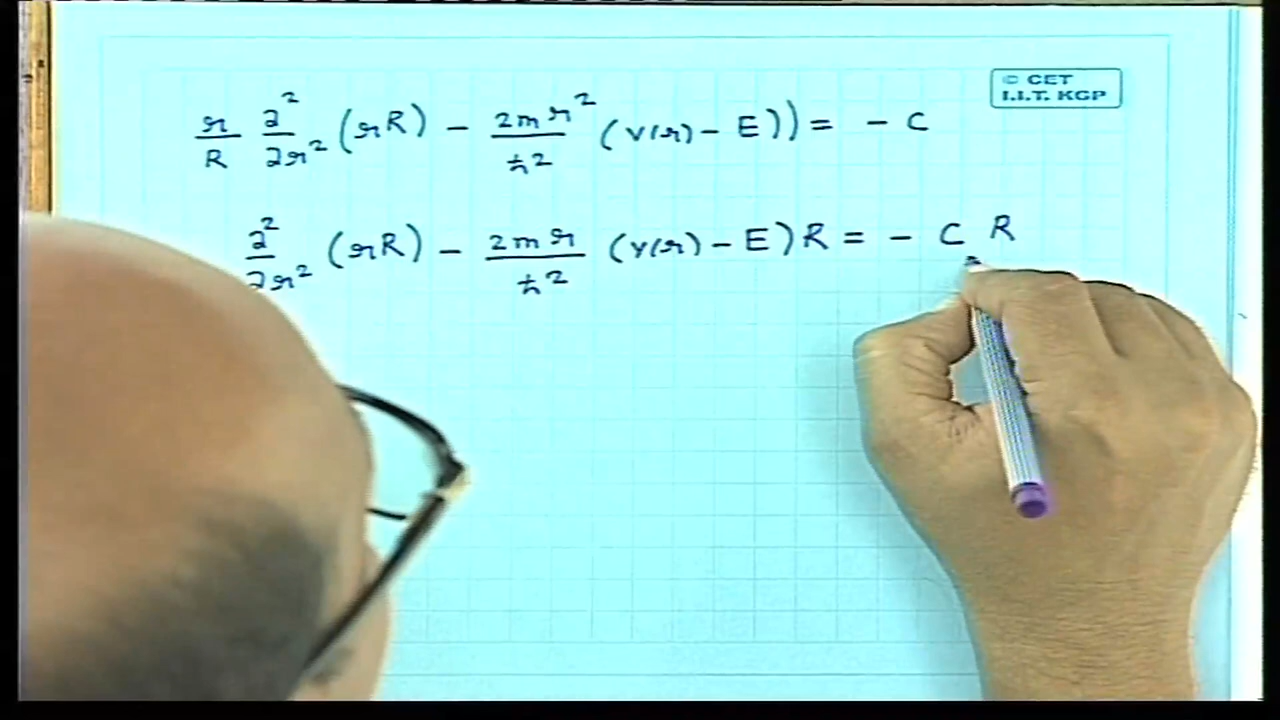 © CET
I.I.T. KGP
r/R ∂²/∂r² (rR) − 2mr²/ħ² (V(r) − E)) = − C
∂²/∂r² (rR) − 2mr/ħ² (V(r) − E) R = − C R